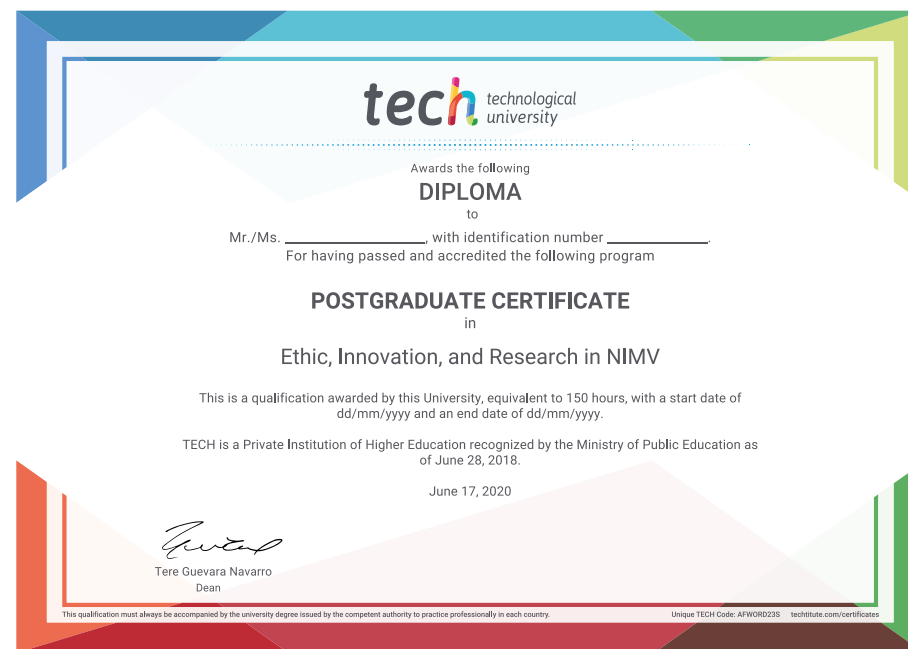 tech technological
university
Awards the following
DIPLOMA
to
Mr./Ms. ____________, with identification number ____________.
For having passed and accredited the following program
POSTGRADUATE CERTIFICATE
in
Ethic, Innovation, and Research in NIMV
This is a qualification awarded by this University, equivalent to 150 hours, with a start date of
dd/mm/yyyy and an end date of dd/mm/yyyy.
TECH is a Private Institution of Higher Education recognized by the Ministry of Public Education as
of June 28, 2018.
June 17, 2020
Tere Guevara Navarro
Dean
This qualification must always be accompanied by the university degree issued by the competent authority to practice professionally in each country. Unique TECH Code: AFWORD23S techtitute.com/certificates